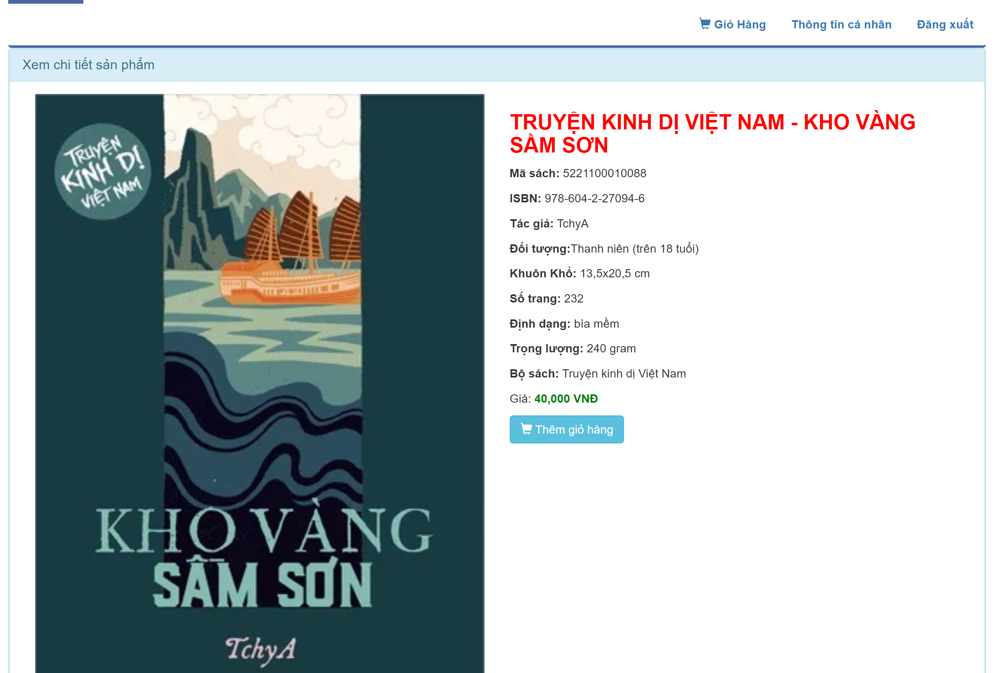 Giỏ Hàng Thông tin cá nhân Đăng xuất
Xem chi tiết sản phẩm
TRUYỆN
KINH DỊ
VIỆT NAM
KHO VÀNG
SẦM SƠN
TchyA
TRUYỆN KINH DỊ VIỆT NAM - KHO VÀNG
SẦM SƠN
Mã sách: 5221100010088
ISBN: 978-604-2-27094-6
Tác giả: TchyA
Đối tượng:Thanh niên (trên 18 tuổi)
Khuôn Khổ: 13,5x20,5 cm
Số trang: 232
Định dạng: bìa mềm
Trọng lượng: 240 gram
Bộ sách: Truyện kinh dị Việt Nam
Giá: 40,000 VNĐ
Thêm giỏ hàng